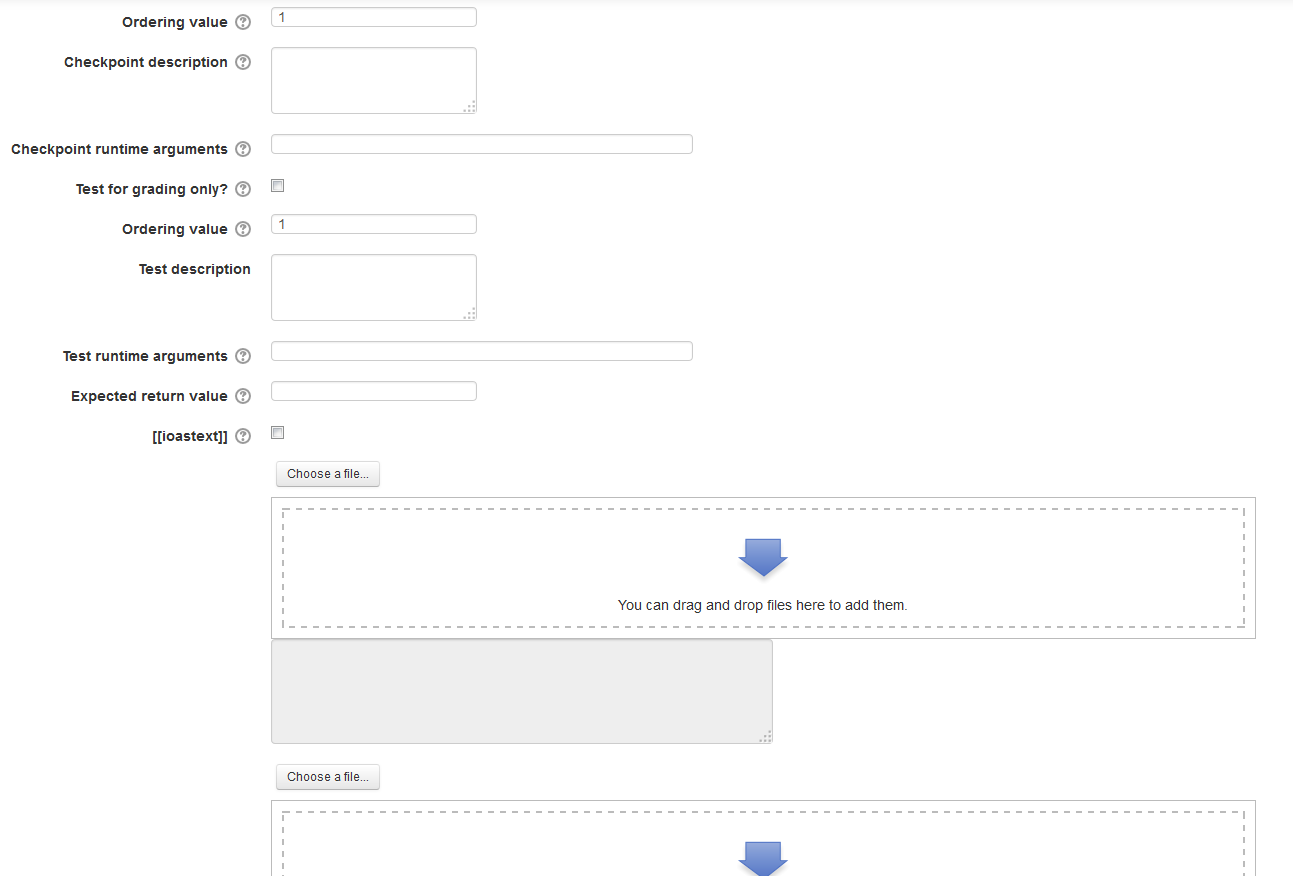 Ordering value
1
Checkpoint description
Checkpoint runtime arguments
Test for grading only?
Ordering value
1
Test description
Test runtime arguments
Expected return value
[[ioastext]]
Choose a file...
You can drag and drop files here to add them.
Choose a file...